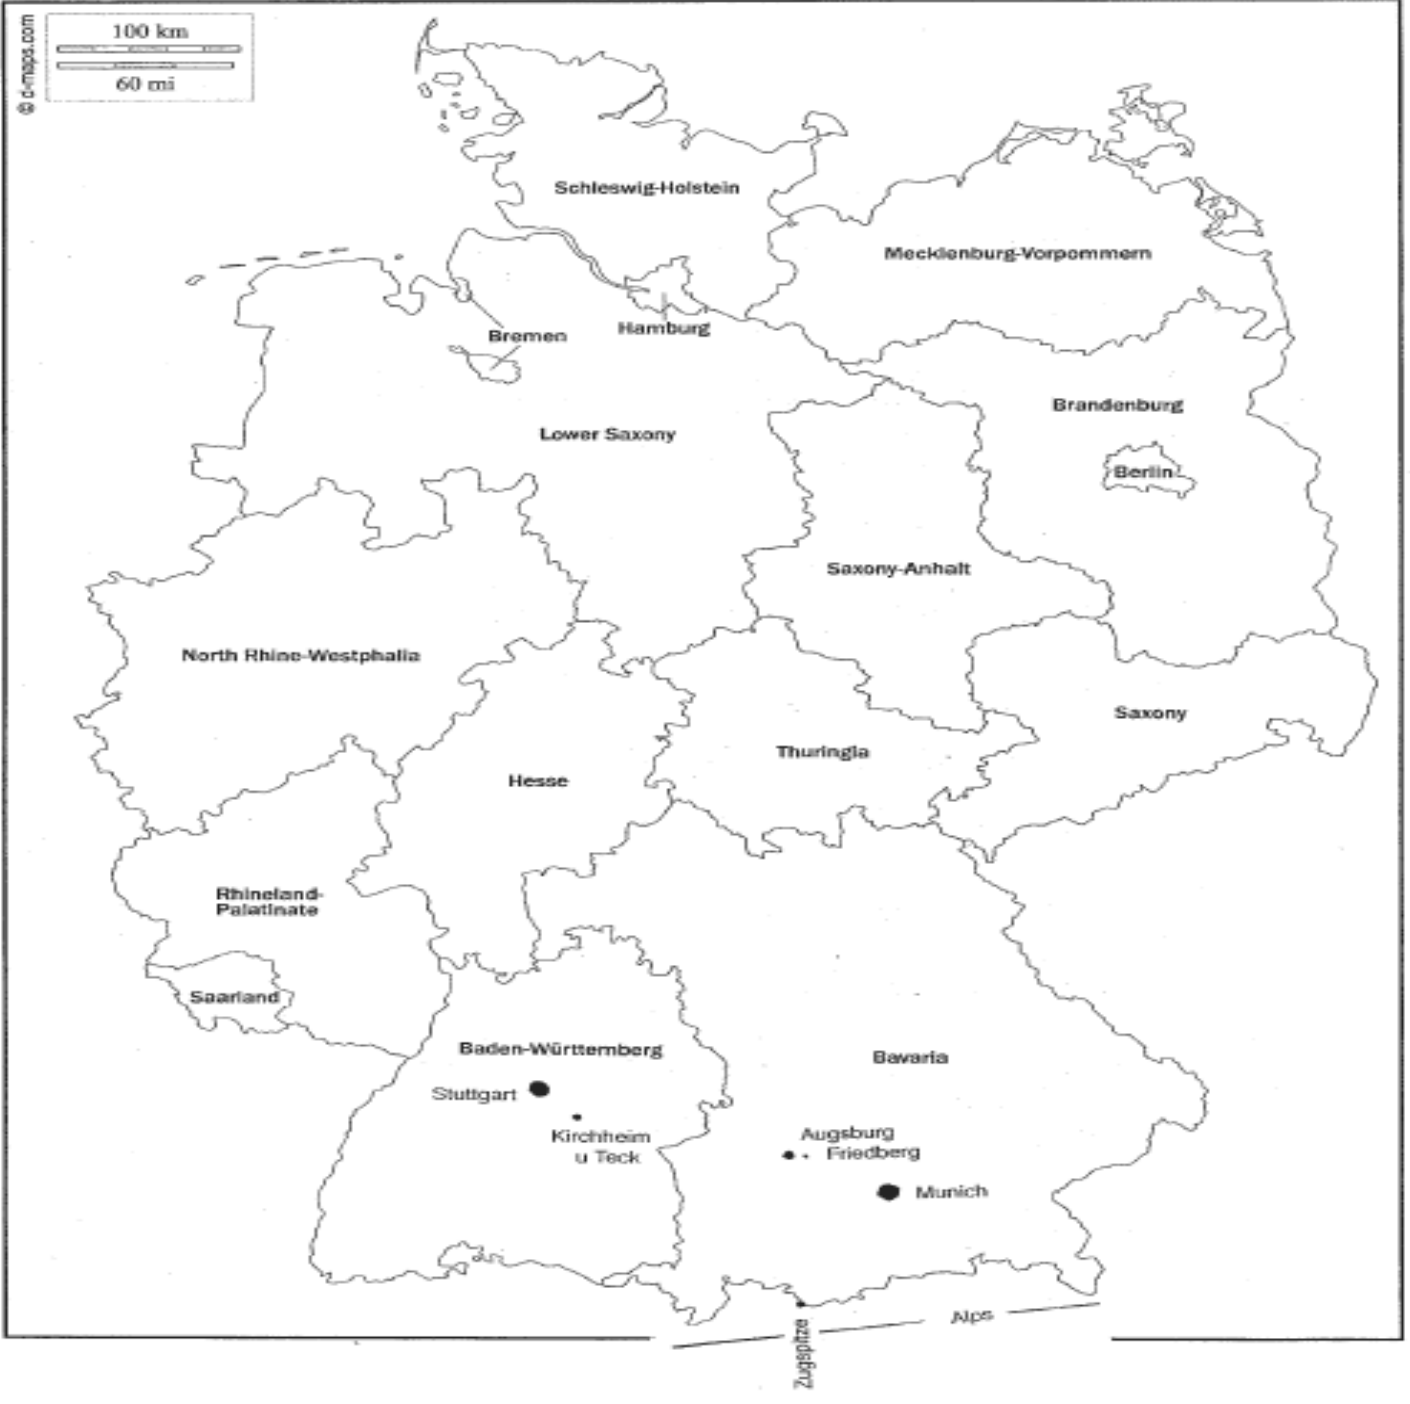 © d-maps.com
100 km
60 mi
Schleswig-Holstein
Mecklenburg-Vorpommern
Bremen
Hamburg
Brandenburg
Lower Saxony
Berlin
Saxony-Anhalt
North Rhine-Westphalia
Saxony
Thuringia
Hesse
Rhineland-
Palatinate
Saarland
Baden-Württemberg
Bavaria
Stuttgart
Kirchheim
u Teck
Augsburg
Friedberg
Munich
Alps
Zugspitze